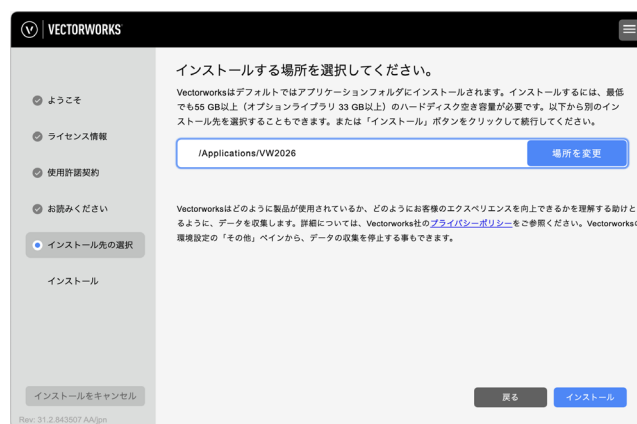 VECTORWORKS
インストールする場所を選択してください。
Vectorworksはデフォルトではアプリケーションフォルダにインストールされます。インストールするには、最低
でも55 GB以上（オプションライブラリ 33 GB以上）のハードディスク空き容量が必要です。以下から別のイン
ストール先を選択することもできます。または「インストール」ボタンをクリックして続行してください。
ようこそ
ライセンス情報
使用許諾契約
お読みください
インストール先の選択
インストール
/Applications/VW2026
場所を変更
Vectorworksはどのように製品が使用されているか、どのようにお客様のエクスペリエンスを向上できるかを理解する助けと
るように、データを収集します。詳細については、Vectorworks社のプライバシーポリシーをご参照ください。Vectorworksの
環境設定の「その他」ペインから、データの収集を停止する事もできます。
インストールをキャンセル
戻る
インストール
Rev: 31.2.843507 AA/jpn